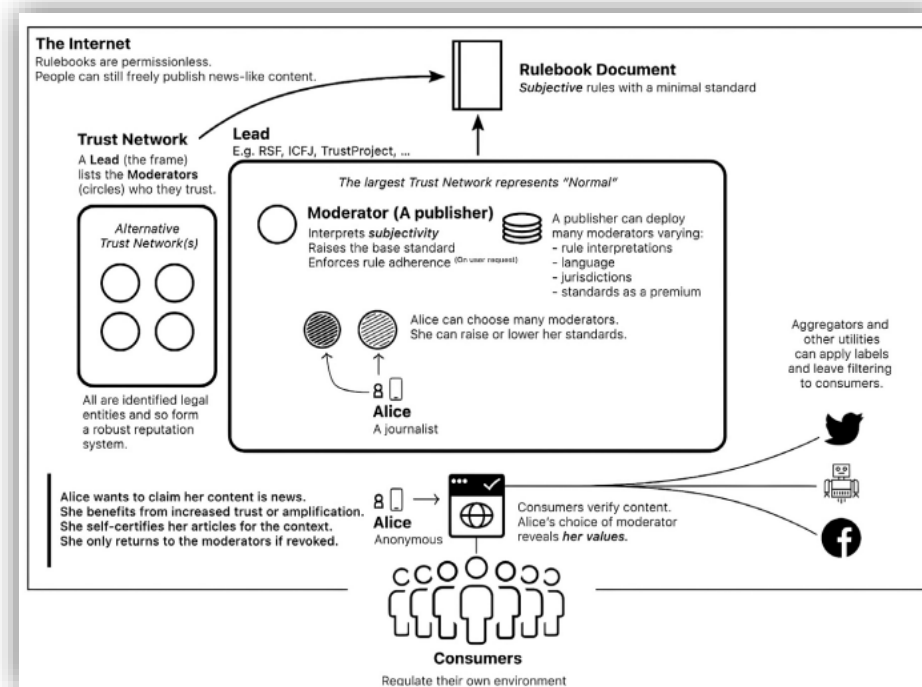 The Internet
Rulebooks are permissionless.
People can still freely publish news-like content.
Rulebook Document
Subjective rules with a minimal standard
Trust Network
A Lead (the frame)
lists the Moderators
(circles) who they trust.
Alternative
Trust Network(s)
All are identified legal
entities and so form
a robust reputation
system.
Lead
E.g. RSF, ICFJ, TrustProject, ...
The largest Trust Network represents "Normal"
Moderator (A publisher)
Interprets subjectivity
Raises the base standard
Enforces rule adherence (On user request)
A publisher can deploy
many moderators varying:
- rule interpretations
- language
- jurisdictions
- standards as a premium
Alice can choose many moderators.
She can raise or lower her standards.
Alice
A journalist
Aggregators and
other utilities
can apply labels
and leave filtering
to consumers.
Alice wants to claim her content is news.
She benefits from increased trust or amplification.
She self-certifies her articles for the context.
She only returns to the moderators if revoked.
Alice
Anonymous
Consumers verify content.
Alice's choice of moderator
reveals her values.
Consumers
Regulate their own environment